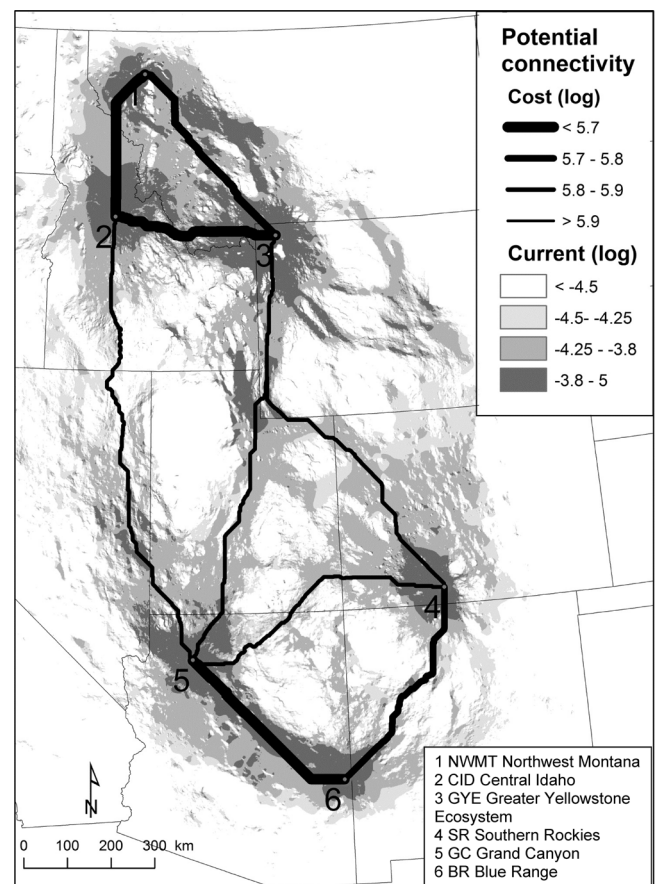 Potential
connectivity
Cost (log)
< 5.7
5.7 - 5.8
5.8 - 5.9
> 5.9
Current (log)
< -4.5
-4.5- -4.25
-4.25 - -3.8
-3.8 - 5
1
2
3
4
5
6
N
0 100 200 300 km
1 NWMT Northwest Montana
2 CID Central Idaho
3 GYE Greater Yellowstone
Ecosystem
4 SR Southern Rockies
5 GC Grand Canyon
6 BR Blue Range